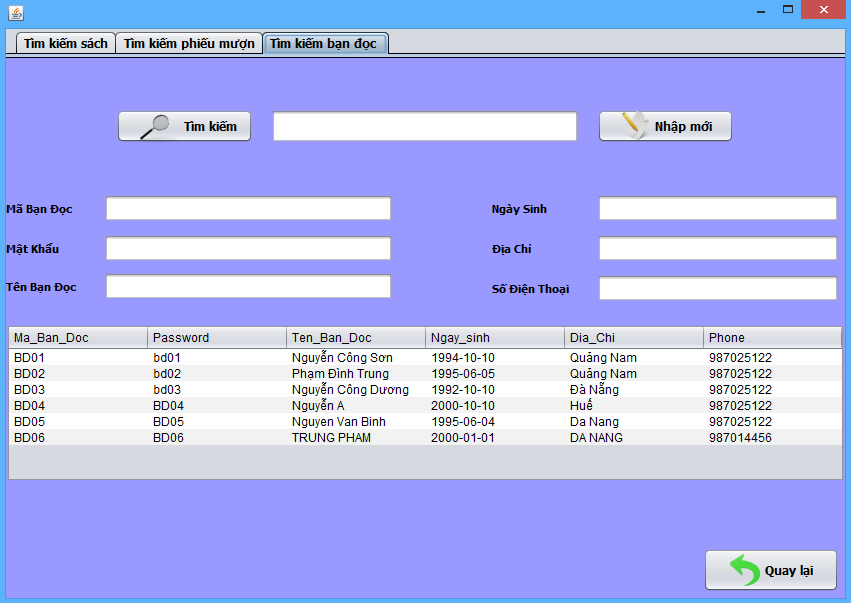 Tìm kiếm sách Tìm kiếm phiếu mượn Tìm kiếm bạn đọc
Tìm kiếm Nhập mới
Mã Bạn Đọc Ngày Sinh
Mật Khẩu Địa Chỉ
Tên Bạn Đọc Số Điện Thoại
Ma_Ban_Doc Password Ten_Ban_Doc Ngay_sinh Dia_Chi Phone
BD01 bd01 Nguyễn Công Sơn 1994-10-10 Quảng Nam 987025122
BD02 bd02 Phạm Đình Trung 1995-06-05 Quảng Nam 987025122
BD03 bd03 Nguyễn Công Dương 1992-10-10 Đà Nẵng 987025122
BD04 BD04 Nguyễn A 2000-10-10 Huế 987025122
BD05 BD05 Nguyen Van Binh 1995-06-04 Da Nang 987025122
BD06 BD06 TRUNG PHAM 2000-01-01 DA NANG 987014456
Quay lại